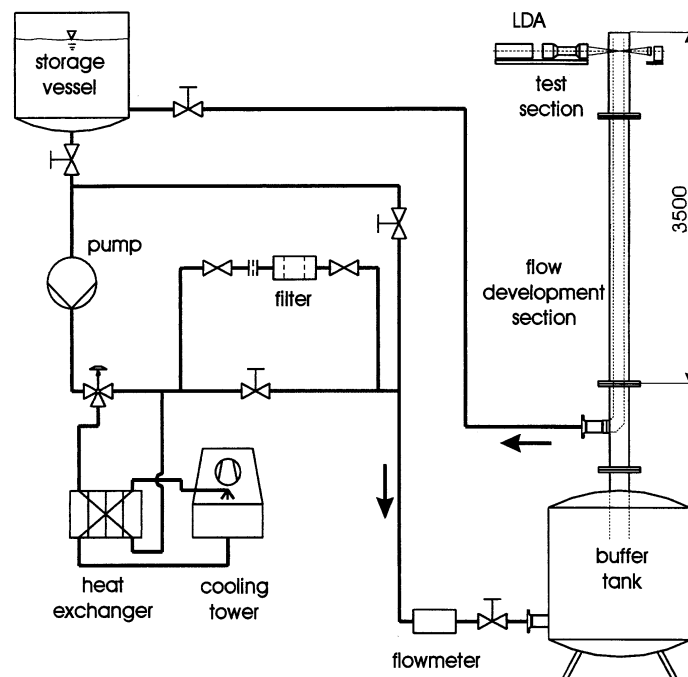 LDA
storage
vessel
test
section
3500
pump
flow
development
section
filter
heat
exchanger
cooling
tower
buffer
tank
flowmeter